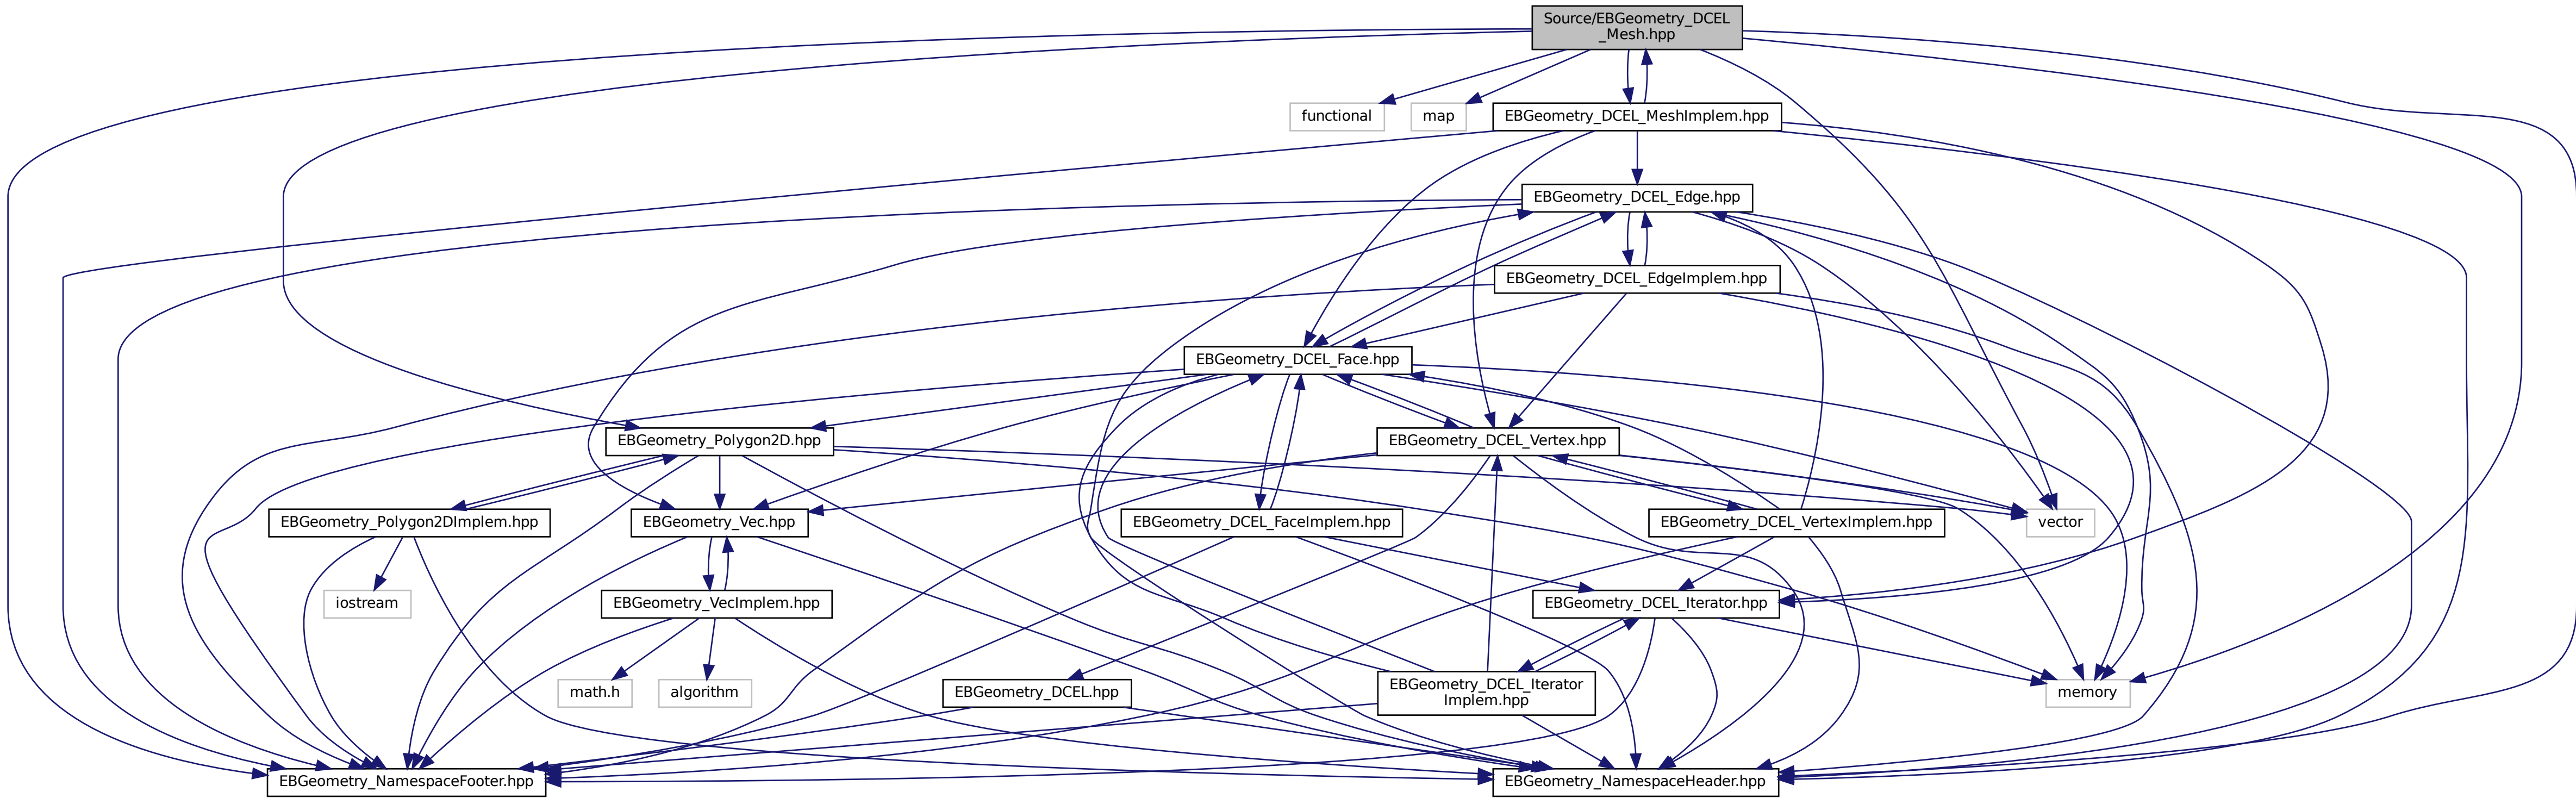 Source/EBGeometry_DCEL
_Mesh.hpp
functional
map
EBGeometry_DCEL_MeshImplem.hpp
EBGeometry_DCEL_Edge.hpp
EBGeometry_DCEL_EdgeImplem.hpp
EBGeometry_DCEL_Face.hpp
EBGeometry_Polygon2D.hpp
EBGeometry_DCEL_Vertex.hpp
EBGeometry_Polygon2DImplem.hpp
EBGeometry_Vec.hpp
EBGeometry_DCEL_FaceImplem.hpp
EBGeometry_DCEL_VertexImplem.hpp
vector
iostream
EBGeometry_VecImplem.hpp
EBGeometry_DCEL_Iterator.hpp
math.h
algorithm
EBGeometry_DCEL.hpp
EBGeometry_DCEL_Iterator
Implem.hpp
memory
EBGeometry_NamespaceFooter.hpp
EBGeometry_NamespaceHeader.hpp